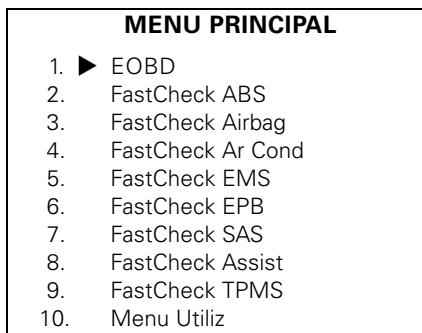 MENU PRINCIPAL
1. ▶ EOBD
2. FastCheck ABS
3. FastCheck Airbag
4. FastCheck Ar Cond
5. FastCheck EMS
6. FastCheck EPB
7. FastCheck SAS
8. FastCheck Assist
9. FastCheck TPMS
10. Menu Utiliz